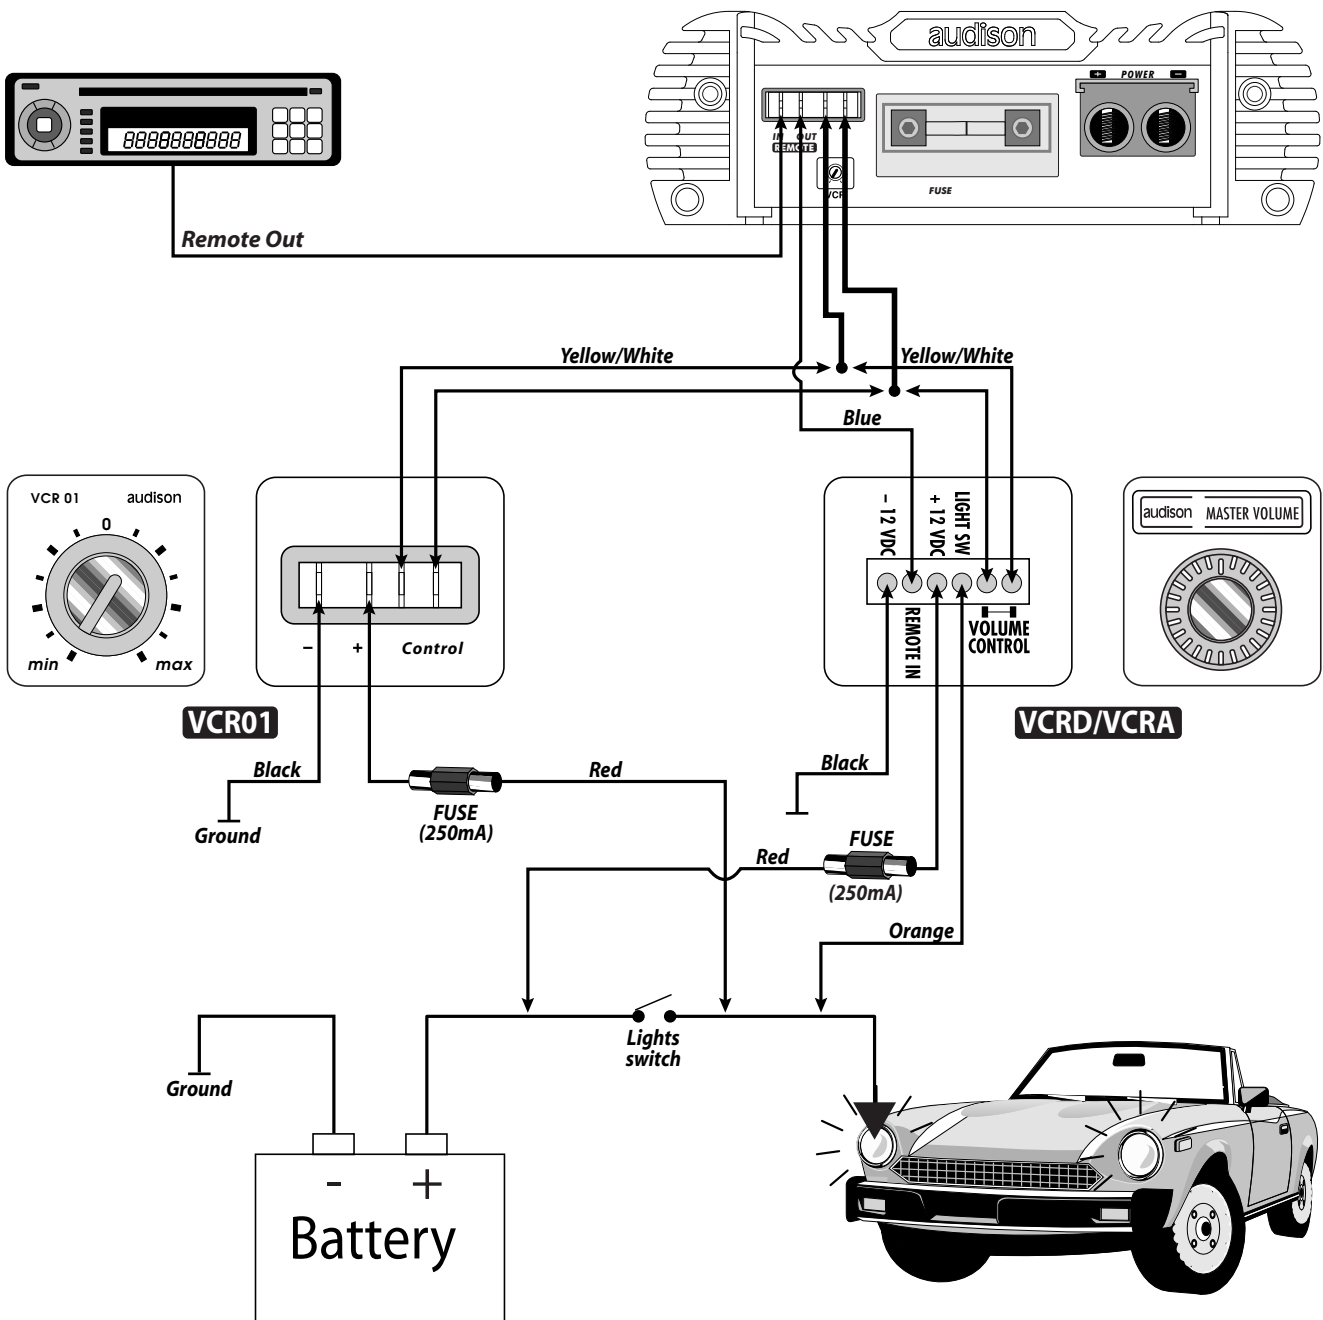 audison
+ POWER −
8888888888
IN OUT
REMOTE
VCR
FUSE
Remote Out
Yellow/White
Yellow/White
Blue
VCR 01 audison
0
min max
− + Control
− 12 VDC
+ 12 VDC
LIGHT SW
REMOTE IN
VOLUME
CONTROL
audison MASTER VOLUME
VCR01
VCRD/VCRA
Black
Red
Black
FUSE
(250mA)
Ground
Red
FUSE
(250mA)
Orange
Lights
switch
Ground
- +
Battery